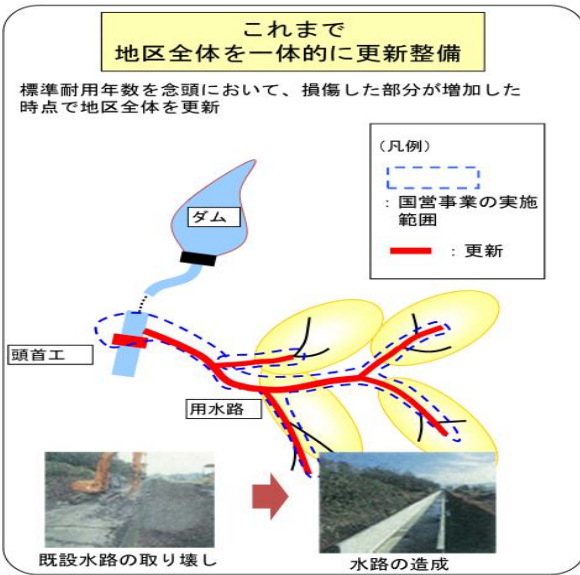 これまで
地区全体を一体的に更新整備
標準耐用年数を念頭において、損傷した部分が増加した
時点で地区全体を更新
（凡例）
：国営事業の実施
範囲
：更新
ダム
頭首工
用水路
既設水路の取り壊し
水路の造成